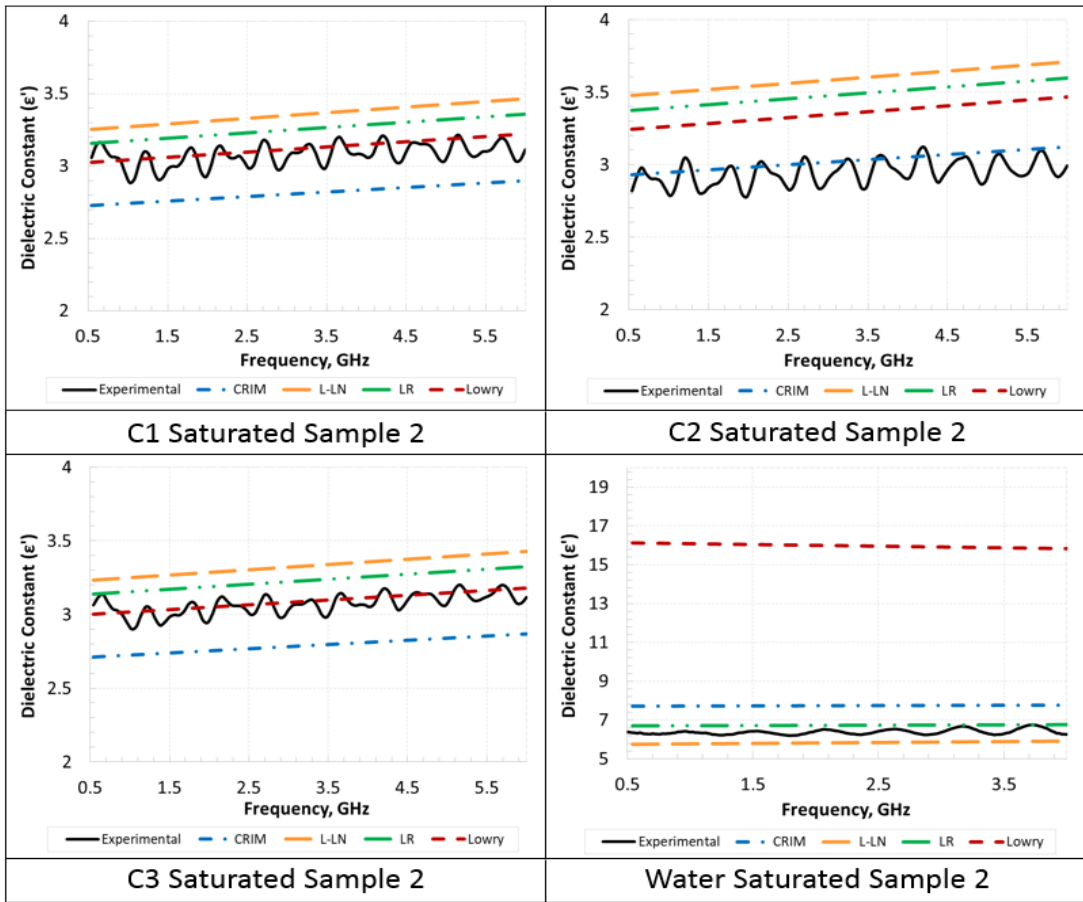 4
3.5
3
2.5
2
Dielectric Constant (ε')
0.5 1.5 2.5 3.5 4.5 5.5
Frequency, GHz
Experimental CRIM L-LN LR Lowry
C1 Saturated Sample 2
4
3.5
3
2.5
2
Dielectric Constant (ε')
0.5 1.5 2.5 3.5 4.5 5.5
Frequency, GHz
Experimental CRIM L-LN LR Lowry
C2 Saturated Sample 2
4
3.5
3
2.5
2
Dielectric Constant (ε')
0.5 1.5 2.5 3.5 4.5 5.5
Frequency, GHz
Experimental CRIM L-LN LR Lowry
C3 Saturated Sample 2
19
17
15
13
11
9
7
5
Dielectric Constant (ε')
0.5 1.5 2.5 3.5
Frequency, GHz
Experimental CRIM L-LN LR Lowry
Water Saturated Sample 2